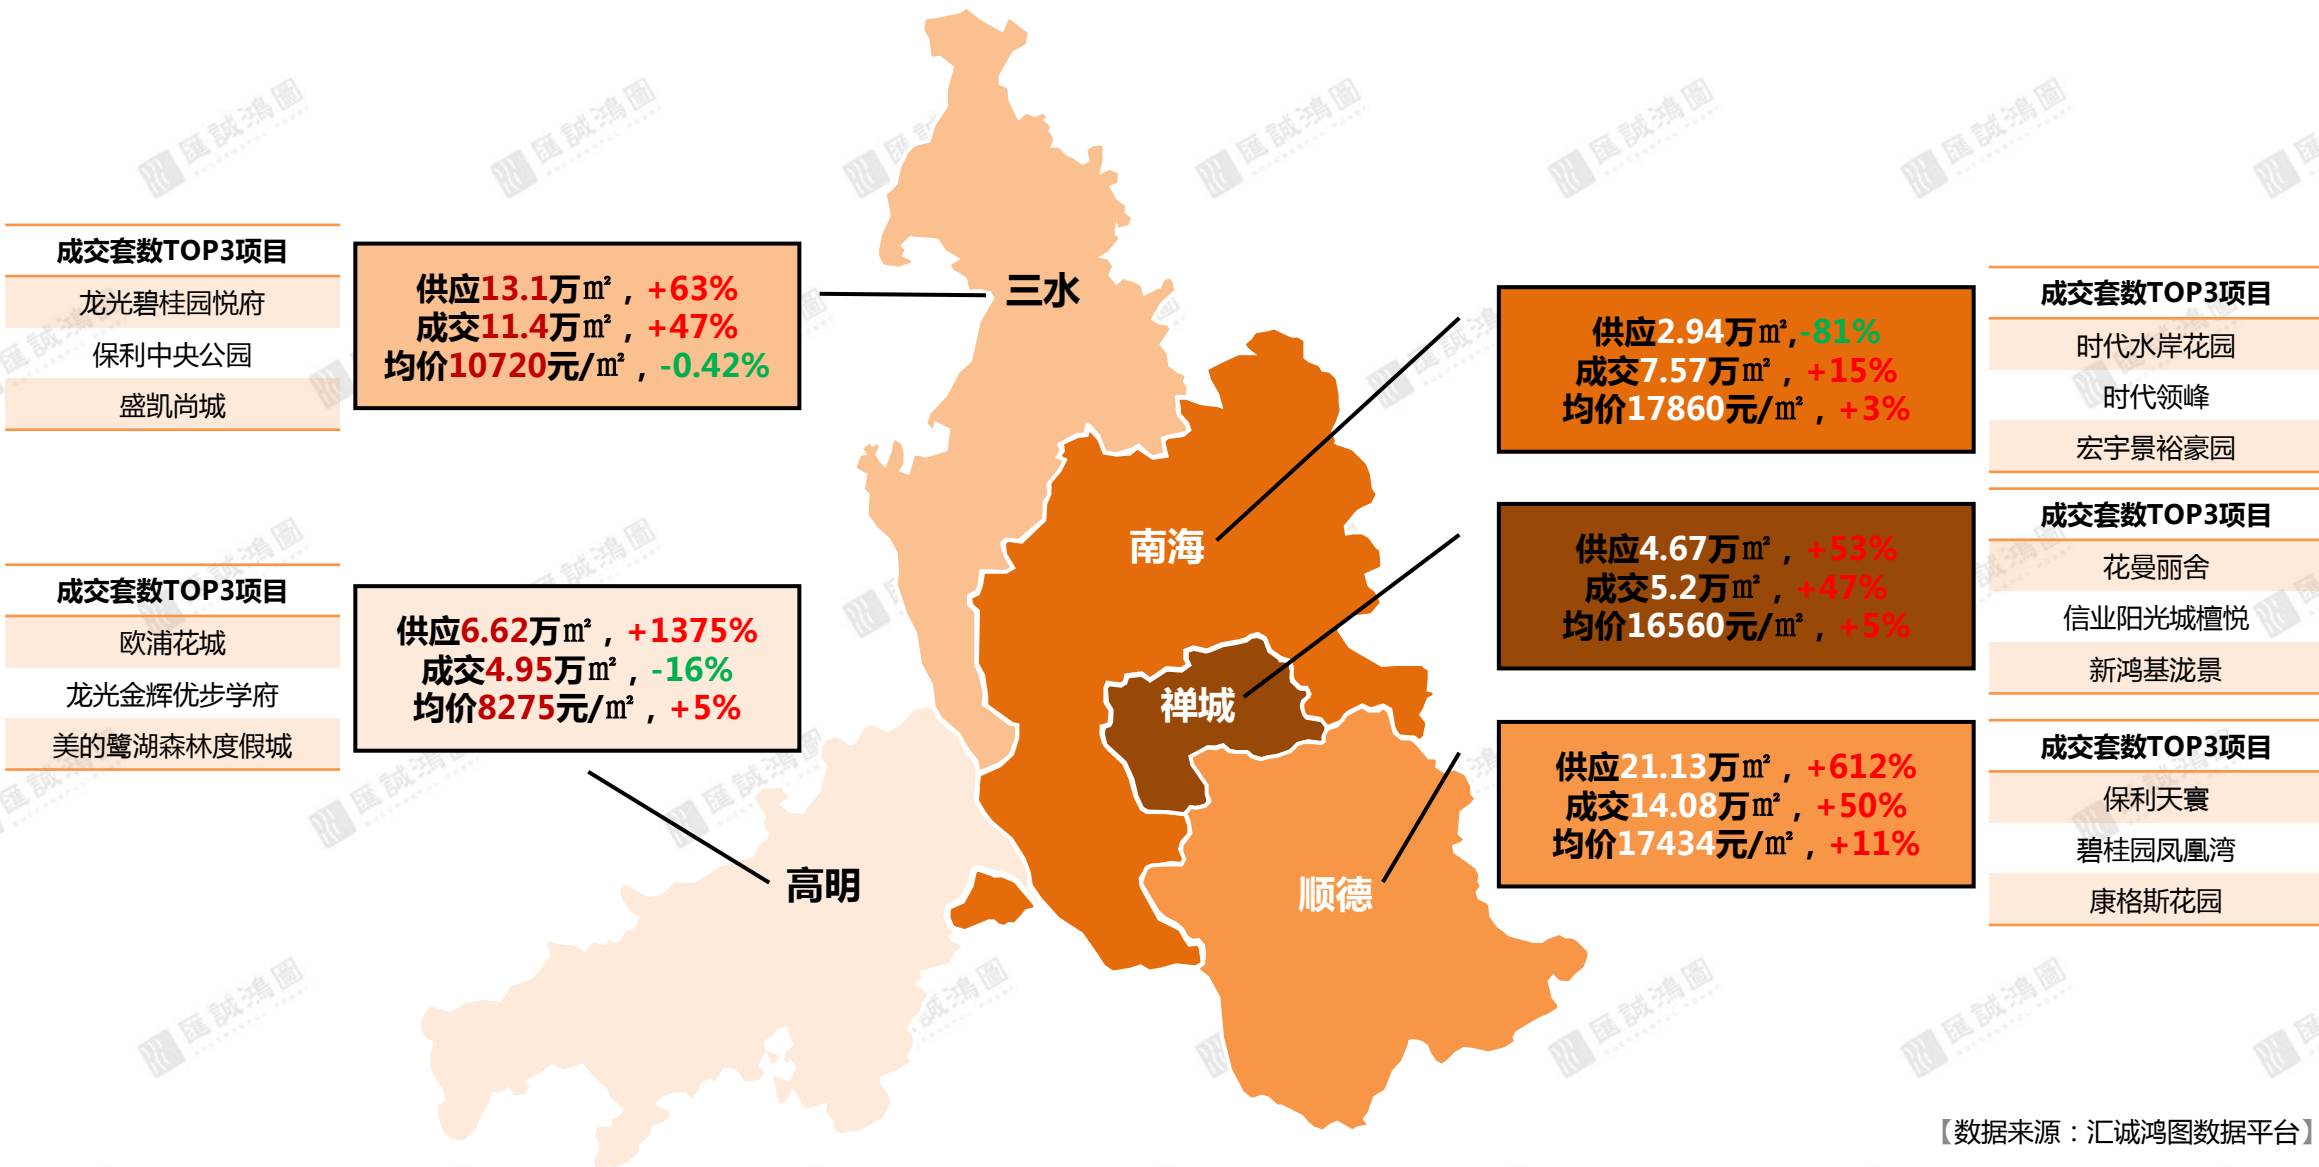 成交套数TOP3项目
龙光碧桂园悦府
保利中央公园
盛凯尚城
供应13.1万㎡，+63%
成交11.4万㎡，+47%
均价10720元/㎡，-0.42%
三水
供应2.94万㎡,-81%
成交7.57万㎡，+15%
均价17860元/㎡，+3%
成交套数TOP3项目
时代水岸花园
时代领峰
宏宇景裕豪园
南海
供应4.67万㎡，+53%
成交5.2万㎡，+47%
均价16560元/㎡，+5%
成交套数TOP3项目
花曼丽舍
信业阳光城檀悦
新鸿基泷景
禅城
成交套数TOP3项目
欧浦花城
龙光金辉优步学府
美的鹭湖森林度假城
供应6.62万㎡，+1375%
成交4.95万㎡，-16%
均价8275元/㎡，+5%
高明
供应21.13万㎡，+612%
成交14.08万㎡，+50%
均价17434元/㎡，+11%
成交套数TOP3项目
保利天寰
碧桂园凤凰湾
康格斯花园
顺德
【数据来源：汇诚鸿图数据平台】
匯誠鴻圖